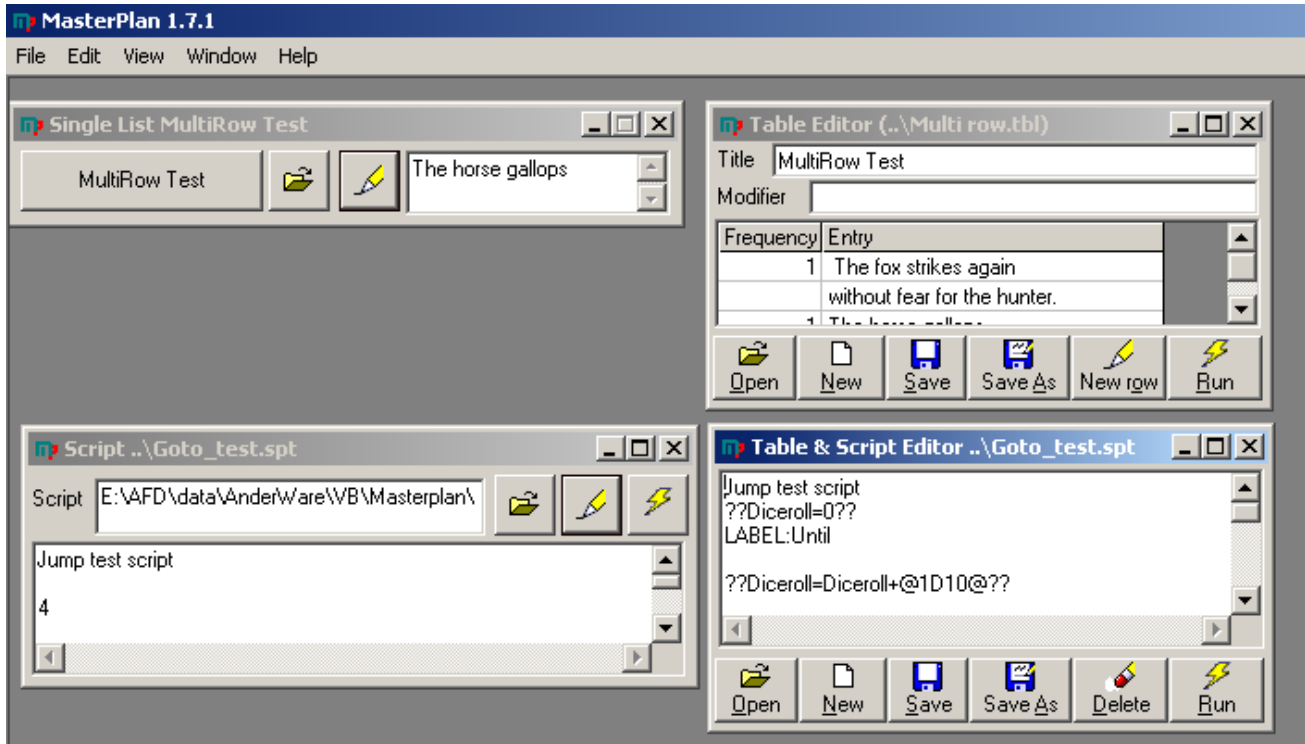 MasterPlan 1.7.1
File Edit View Window Help
Single List MultiRow Test
MultiRow Test
The horse gallops
Table Editor (..\Multi row.tbl)
Title MultiRow Test
Modifier
Frequency Entry
1 The fox strikes again
without fear for the hunter.
1 The horse gallops
Open New Save Save As New row Run
Script ..\Goto_test.spt
Script E:\AFD\data\AnderWare\VB\Masterplan\
Jump test script
4
Table & Script Editor ..\Goto_test.spt
Jump test script
??Diceroll=0??
LABEL:Until
??Diceroll=Diceroll+@1D10@??
Open New Save Save As Delete Run